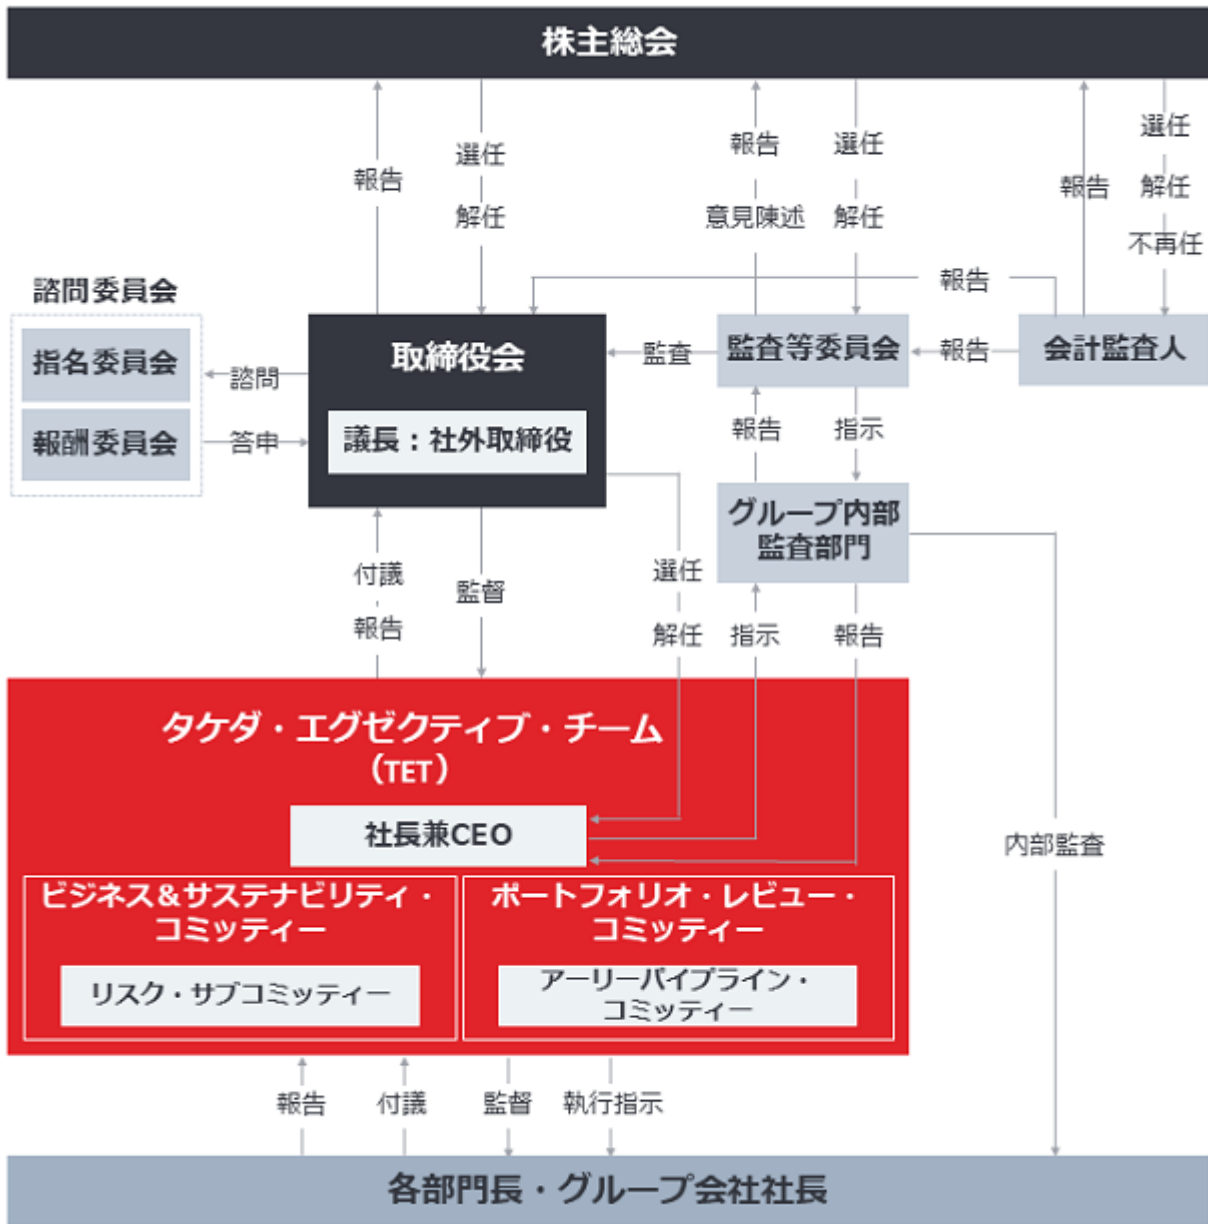 株主総会
報告
選任
解任
報告
意見陳述
選任
解任
報告
選任
解任
不再任
報告
諮問委員会
指名委員会
報酬委員会
諮問
答申
取締役会
議長：社外取締役
監査
監査等委員会
報告
会計監査人
報告
指示
グループ内部
監査部門
付議
報告
監督
選任
解任
指示
報告
内部監査
タケダ・エグゼクティブ・チーム
（TET）
社長兼CEO
ビジネス＆サステナビリティ・
コミッティー
リスク・サブコミッティー
ポートフォリオ・レビュー・
コミッティー
アーリーパイプライン・
コミッティー
報告
付議
監督
執行指示
各部門長・グループ会社社長